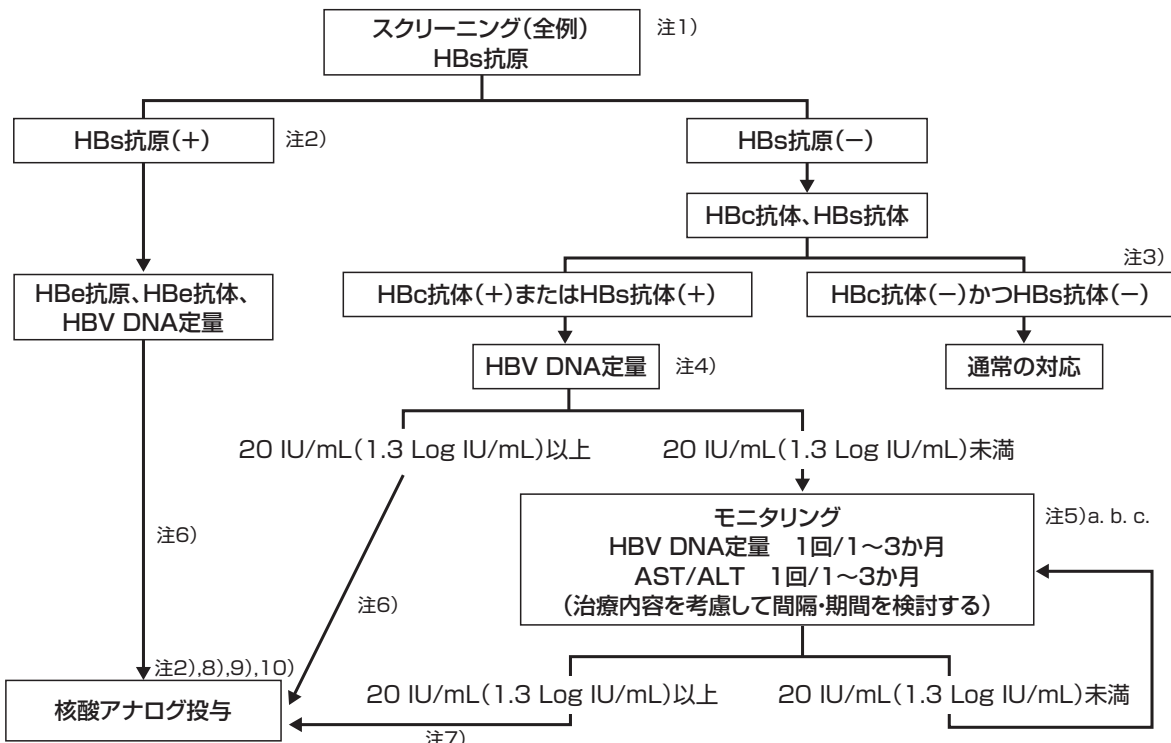 スクリーニング(全例)
HBs抗原
注1)
HBs抗原(+)
注2)
HBs抗原(−)
HBc抗体、HBs抗体
注3)
HBe抗原、HBe抗体、
HBV DNA定量
HBc抗体(+)またはHBs抗体(+)
HBc抗体(−)かつHBs抗体(−)
HBV DNA定量
注4)
通常の対応
20 IU/mL(1.3 Log IU/mL)以上
20 IU/mL(1.3 Log IU/mL)未満
モニタリング
HBV DNA定量 1回/1〜3か月
AST/ALT 1回/1〜3か月
(治療内容を考慮して間隔・期間を検討する)
注5)a. b. c.
注6)
注6)
注2),8),9),10)
核酸アナログ投与
20 IU/mL(1.3 Log IU/mL)以上
20 IU/mL(1.3 Log IU/mL)未満
注7)